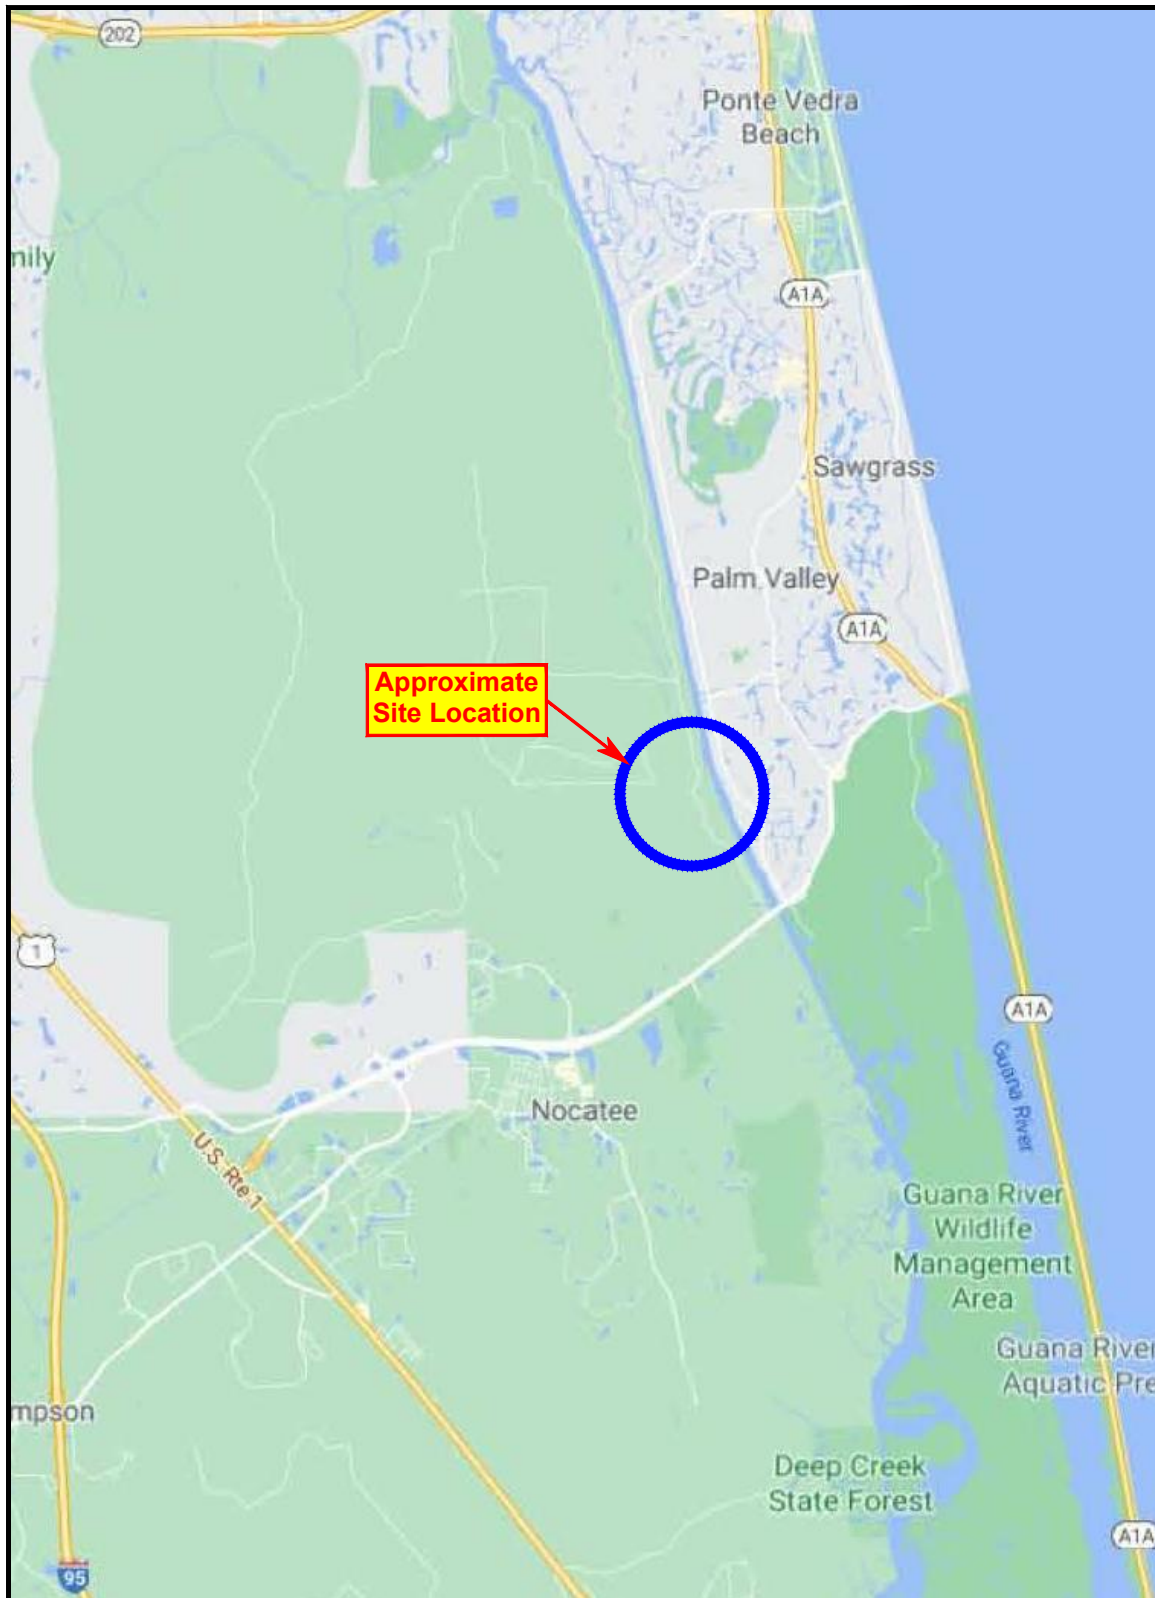 202
Ponte Vedra
Beach
nily
A1A
Sawgrass
Palm Valley
A1A
Approximate
Site Location
1
A1A
Guana River
Nocatee
U.S. Rte 1
Guana River
Wildlife
Management
Area
Guana River
Aquatic Pre
mpson
Deep Creek
State Forest
A1A
95